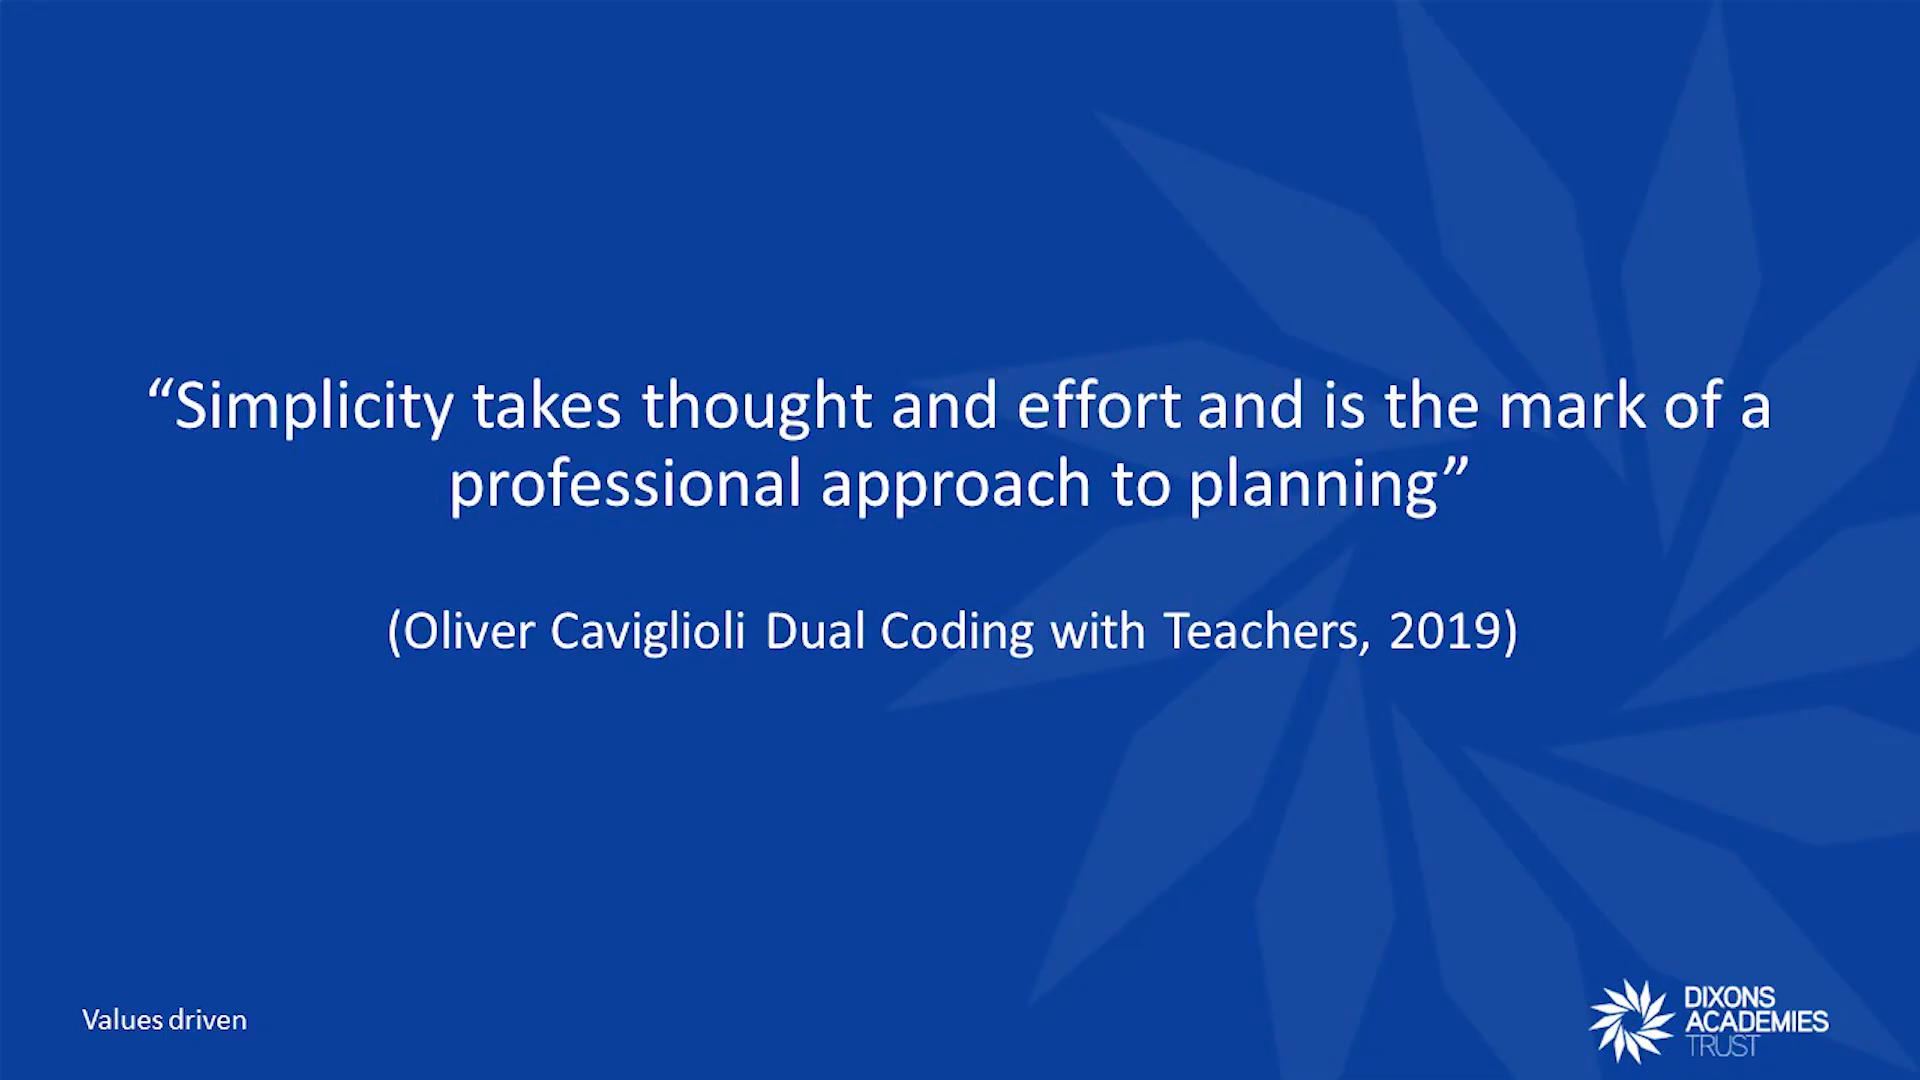 “Simplicity takes thought and effort and is the mark of a
professional approach to planning”
(Oliver Caviglioli Dual Coding with Teachers, 2019)
Values driven
DIXONS
ACADEMIES
TRUST